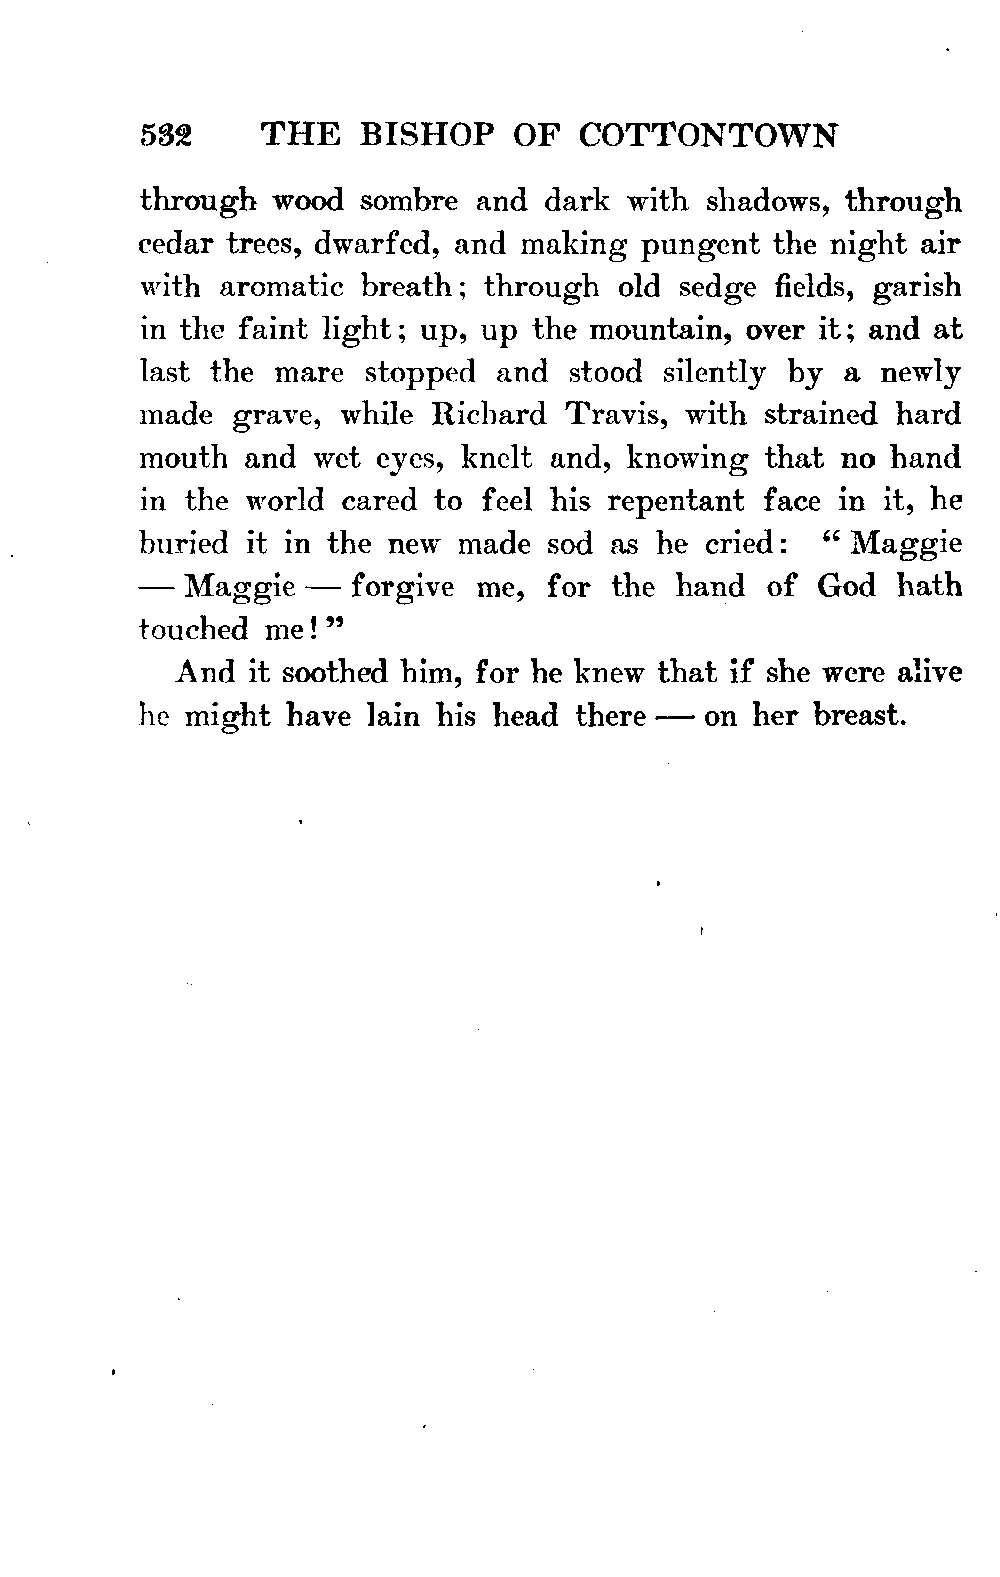 532 THE BISHOP OF COTTONTOWN
through wood sombre and dark with shadows, through
cedar trees, dwarfed, and making pungent the night air
with aromatic breath; through old sedge fields, garish
in the faint light; up, up the mountain, over it; and at
last the mare stopped and stood silently by a newly
made grave, while Richard Travis, with strained hard
mouth and wet eyes, knelt and, knowing that no hand
in the world cared to feel his repentant face in it, he
buried it in the new made sod as he cried: "Maggie
— Maggie — forgive me, for the hand of God hath
touched me!"
And it soothed him, for he knew that if she were alive
he might have lain his head there — on her breast.